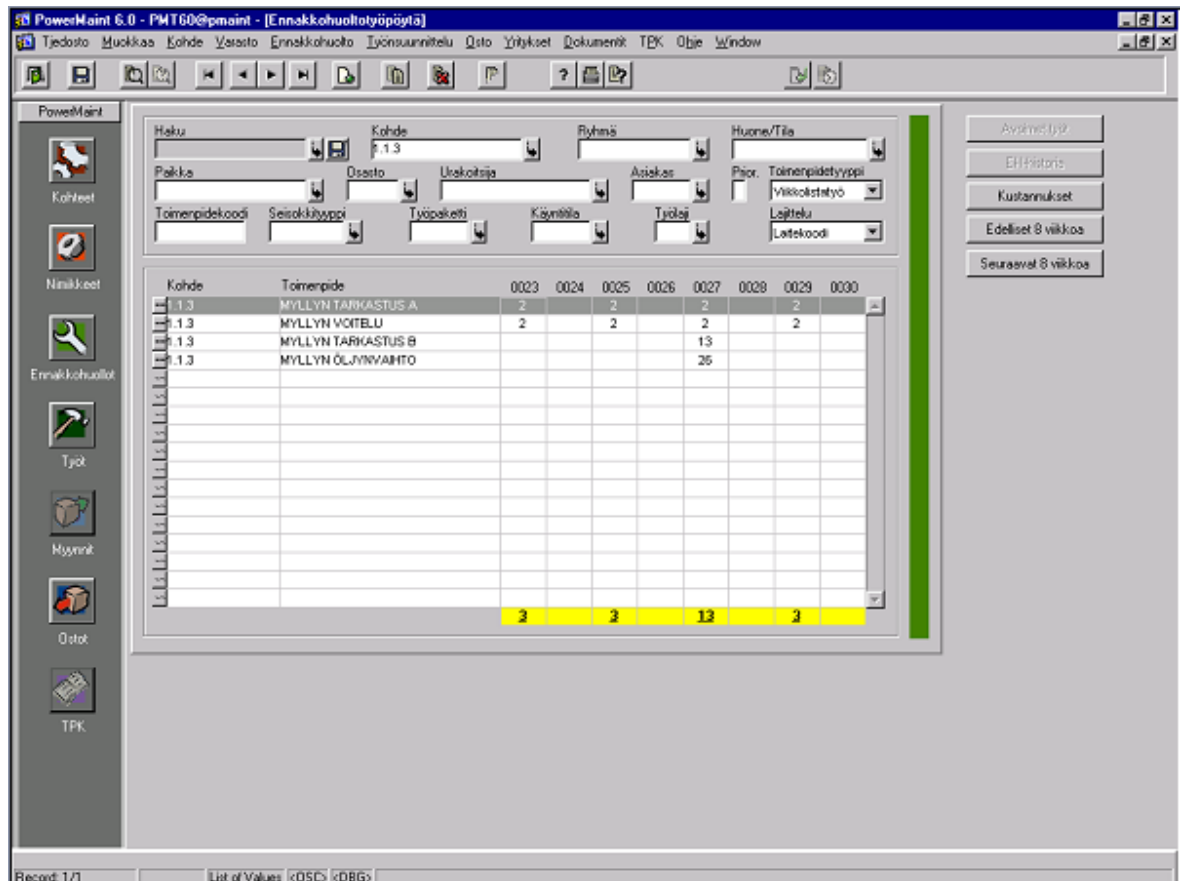 PowerMaint 6.0 - PMT60@pmaint - [Ennakkohuoltotyöpöytä]
Tiedosto Muokkaa Kohde Varasto Ennakkohuolto Työnsuunnittelu Osto Yritykset Dokumentit TPK Ohje Window
PowerMaint
Kohteet
Nimikkeet
Ennakkohuollot
Työt
Myynnit
Ostot
TPK
Haku Kohde Ryhmä Huone/Tila
1.1.3
Paikka Osasto Urakoitsija Asiakas Prior. Toimenpidetyyppi
Viikkolistatyö
Toimenpidekoodi Seisokkityyppi Työpaketti Käyntitila Työlaji Lajittelu
Laitekoodi
Avoimet työt
EH-historia
Kustannukset
Edelliset 8 viikkoa
Seuraavat 8 viikkoa
Kohde Toimenpide 0023 0024 0025 0026 0027 0028 0029 0030
1.1.3 MYLLYN TARKASTUS A 2 2 2 2
1.1.3 MYLLYN VOITELU 2 2 2 2
1.1.3 MYLLYN TARKASTUS B 13
1.1.3 MYLLYN ÖLJYNVAIHTO 26
3 3 13 3
Record: 1/1 List of Values <OSC> <DBG>